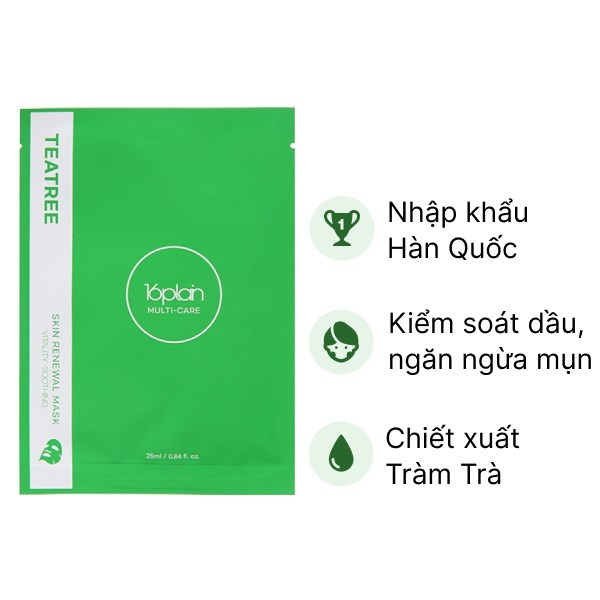 TEATREE
SKIN RENEWAL MASK
VITALITY SOOTHING
16plain
MULTI-CARE
25ml / 0.84 fl. oz.
1
Nhập khẩu
Hàn Quốc
Kiểm soát dầu,
ngăn ngừa mụn
Chiết xuất
Tràm Trà